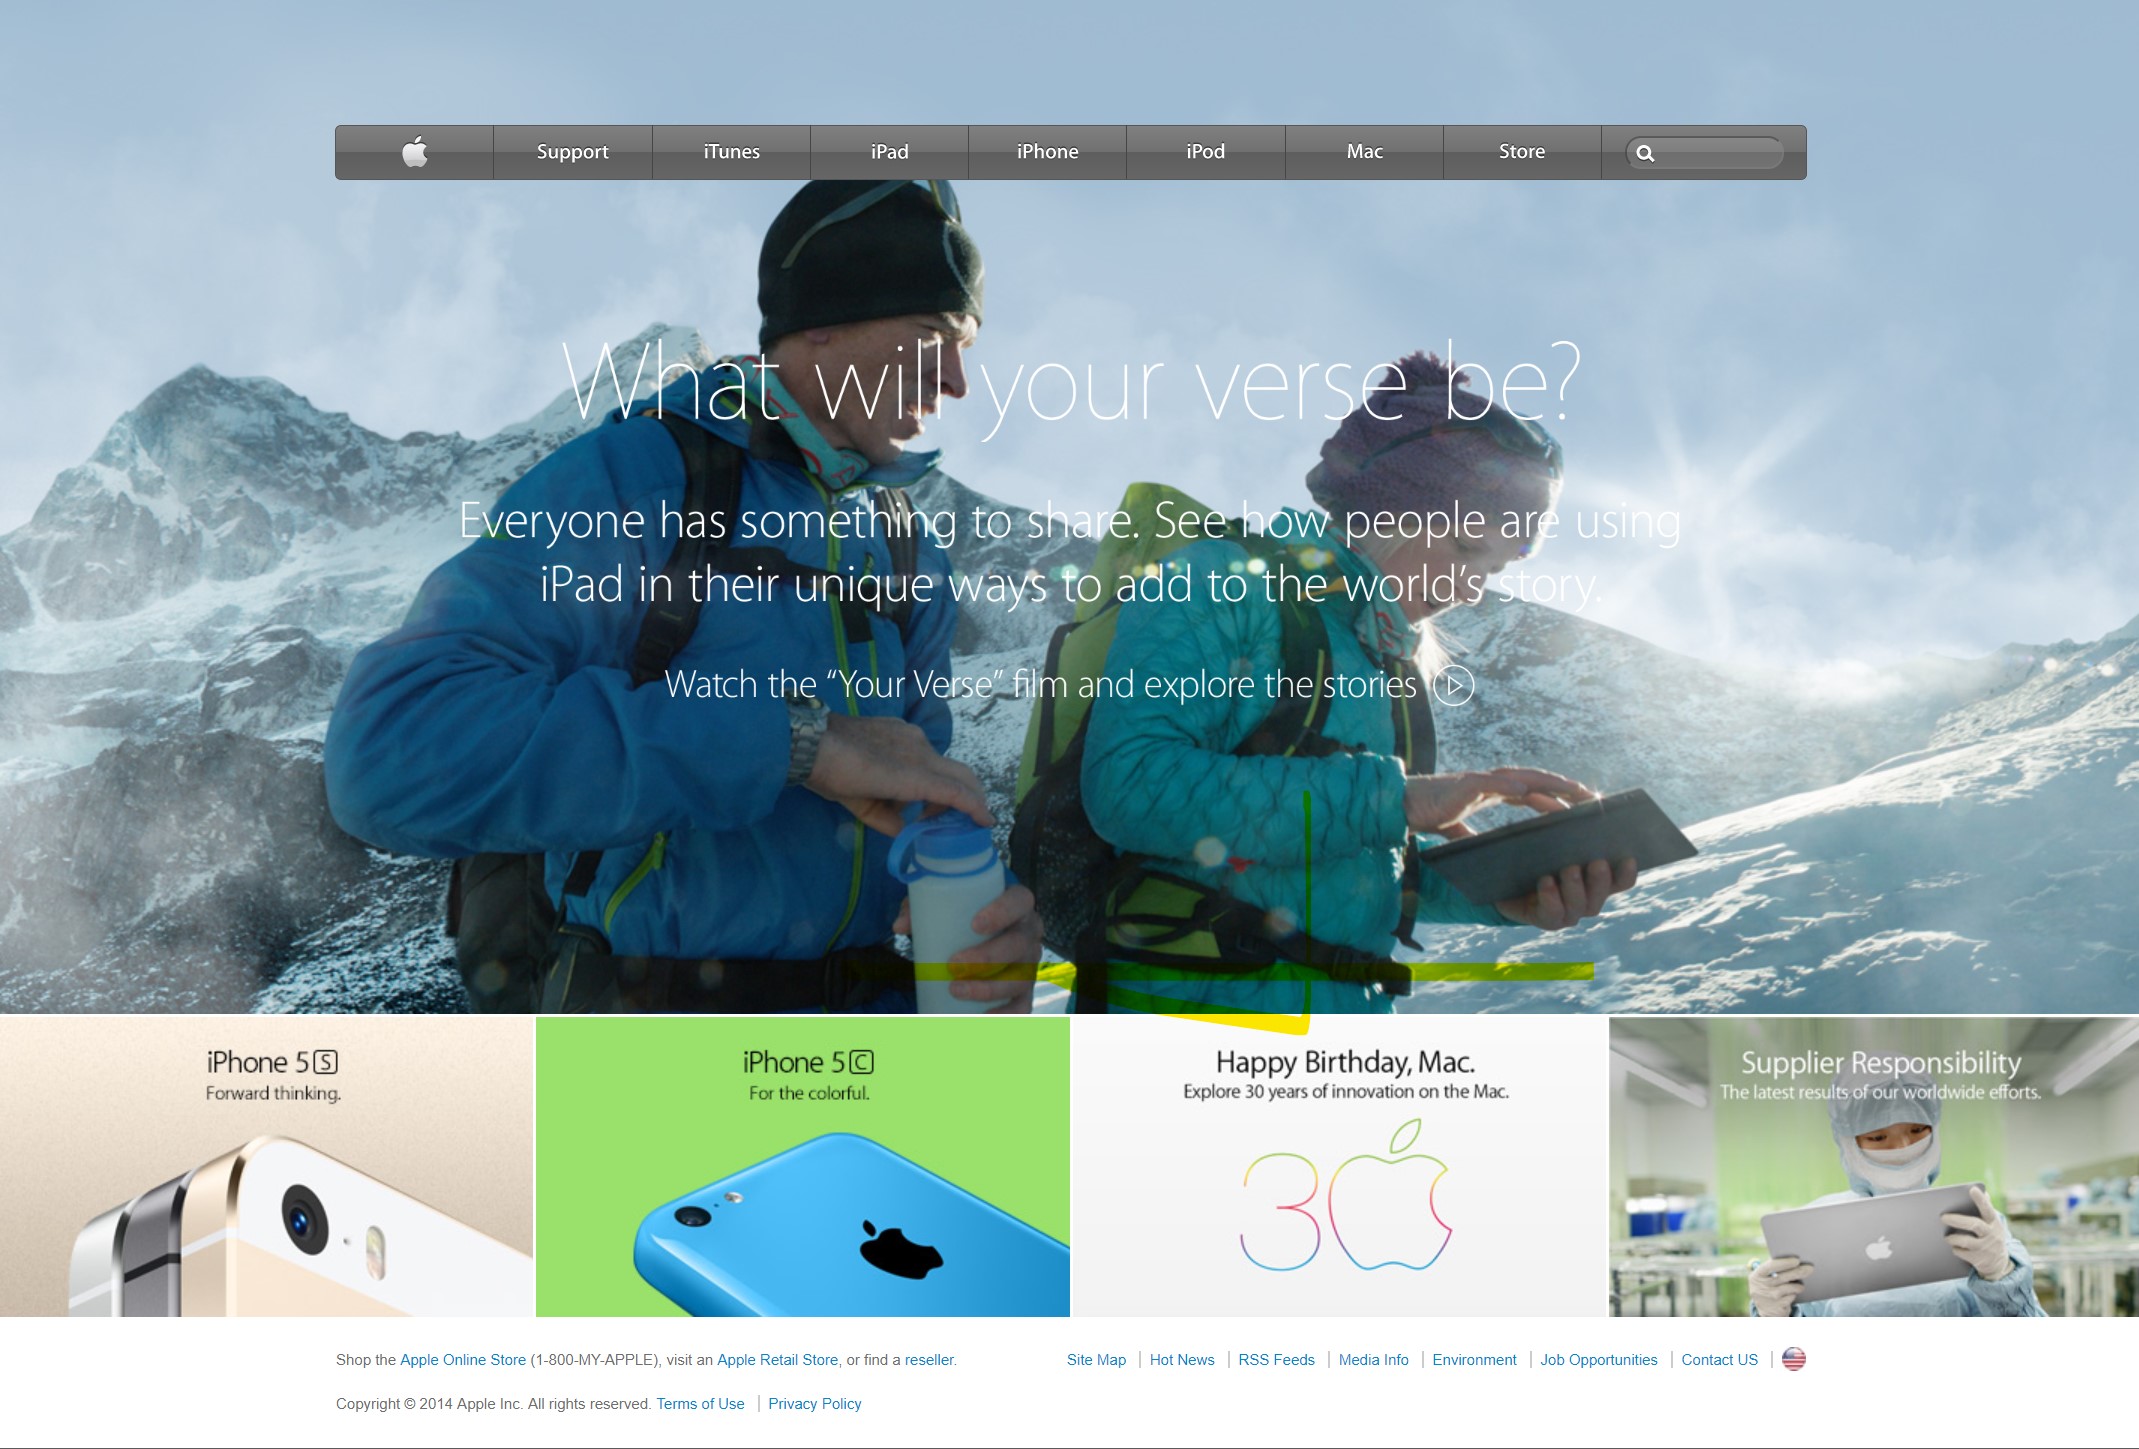 Support iTunes iPad iPhone iPod Mac Store
What will your verse be?
Everyone has something to share. See how people are using
iPad in their unique ways to add to the world’s story.
Watch the “Your Verse” film and explore the stories
iPhone 5S
Forward thinking.
iPhone 5C
For the colorful.
Happy Birthday, Mac.
Explore 30 years of innovation on the Mac.
30
Supplier Responsibility
The latest results of our worldwide efforts.
Shop the Apple Online Store (1-800-MY-APPLE), visit an Apple Retail Store, or find a reseller.
Site Map | Hot News | RSS Feeds | Media Info | Environment | Job Opportunities | Contact US |
Copyright © 2014 Apple Inc. All rights reserved. Terms of Use | Privacy Policy